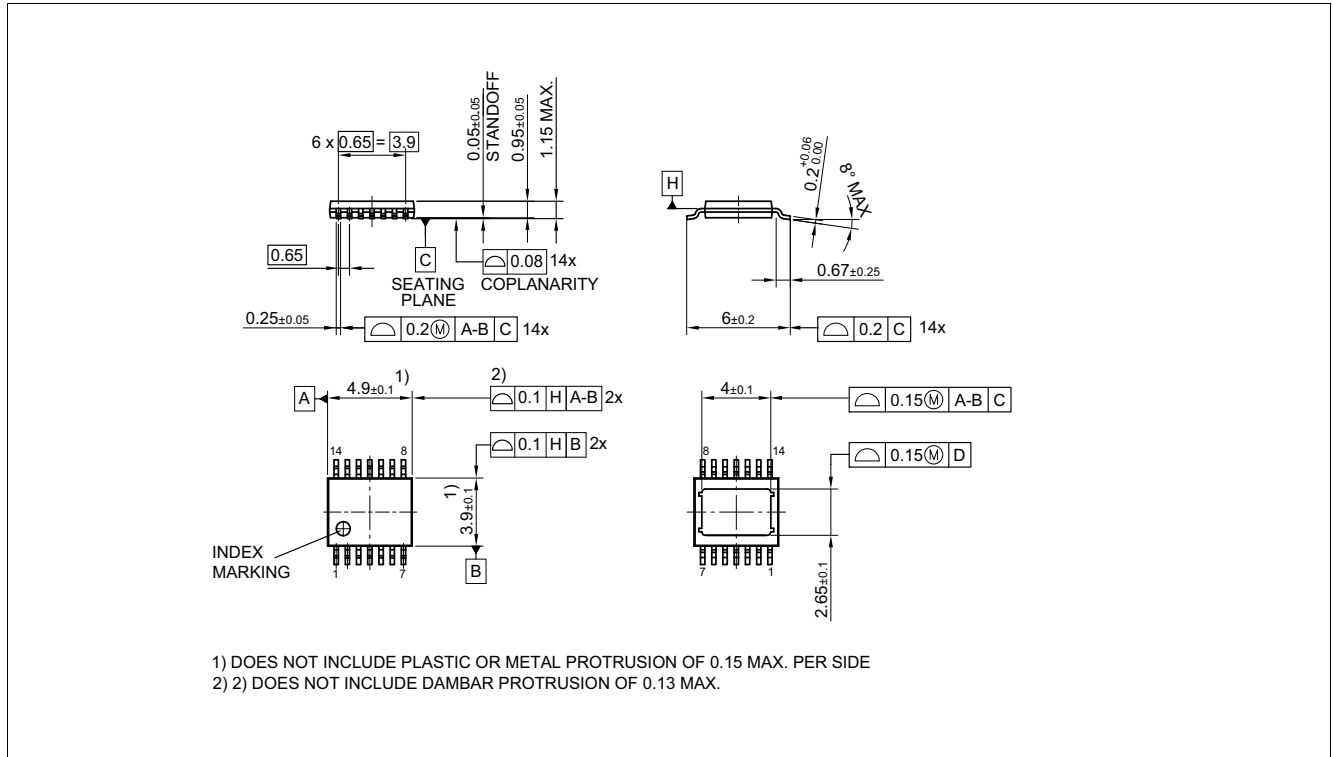 6 x 0.65 = 3.9
0.05±0.05
STANDOFF
0.95±0.05
1.15 MAX.
0.65
C
SEATING
PLANE
0.08 14x
COPLANARITY
0.25±0.05
0.2Ⓜ A-B C 14x
H
0.2 +0.06 0.00
8° MAX
0.67±0.25
6±0.2
0.2 C 14x
A
4.9±0.1 1)
2)
0.1 H A-B 2x
0.1 H B 2x
14 8
3.9±0.1 1)
INDEX
MARKING
1 7
B
4±0.1
0.15Ⓜ A-B C
0.15Ⓜ D
8 14
7 1
2.65±0.1
1) DOES NOT INCLUDE PLASTIC OR METAL PROTRUSION OF 0.15 MAX. PER SIDE
2) 2) DOES NOT INCLUDE DAMBAR PROTRUSION OF 0.13 MAX.